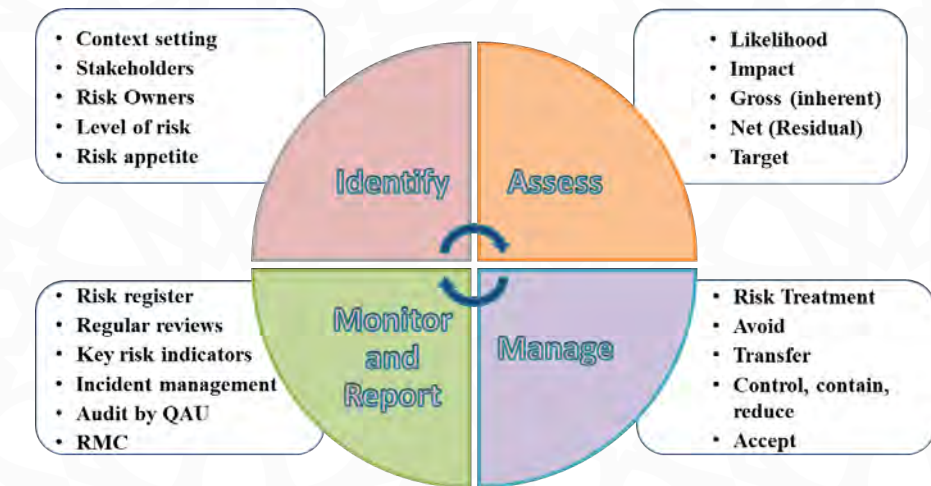 • Context setting
• Stakeholders
• Risk Owners
• Level of risk
• Risk appetite
Identify
Assess
• Likelihood
• Impact
• Gross (inherent)
• Net (Residual)
• Target
• Risk register
• Regular reviews
• Key risk indicators
• Incident management
• Audit by QAU
• RMC
Monitor
and
Report
Manage
• Risk Treatment
• Avoid
• Transfer
• Control, contain,
reduce
• Accept